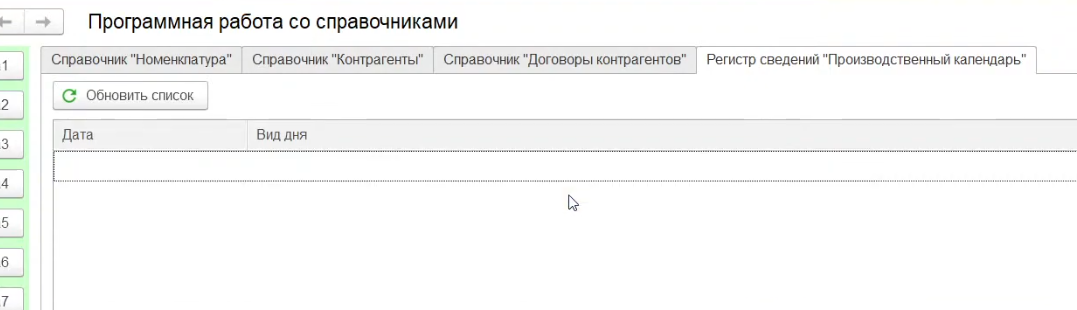 Программная работа со справочниками
Справочник "Номенклатура" Справочник "Контрагенты" Справочник "Договоры контрагентов" Регистр сведений "Производственный календарь"
.1
Обновить список
.2
Дата Вид дня
.3
.4
.5
.6
.7